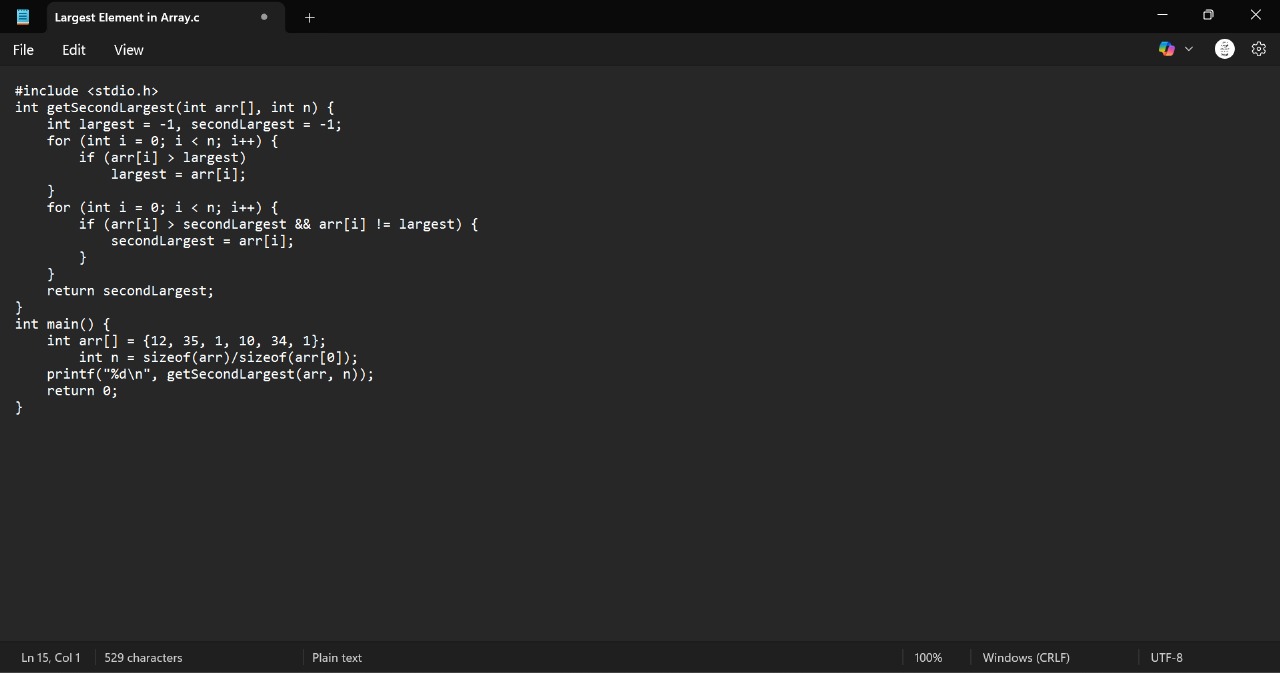 Largest Element in Array.c
File Edit View
#include <stdio.h>
int getSecondLargest(int arr[], int n) {
    int largest = -1, secondLargest = -1;
    for (int i = 0; i < n; i++) {
        if (arr[i] > largest)
            largest = arr[i];
    }
    for (int i = 0; i < n; i++) {
        if (arr[i] > secondLargest && arr[i] != largest) {
            secondLargest = arr[i];
        }
    }
    return secondLargest;
}
int main() {
    int arr[] = {12, 35, 1, 10, 34, 1};
        int n = sizeof(arr)/sizeof(arr[0]);
    printf("%d\n", getSecondLargest(arr, n));
    return 0;
}
Ln 15, Col 1 529 characters Plain text 100% Windows (CRLF) UTF-8